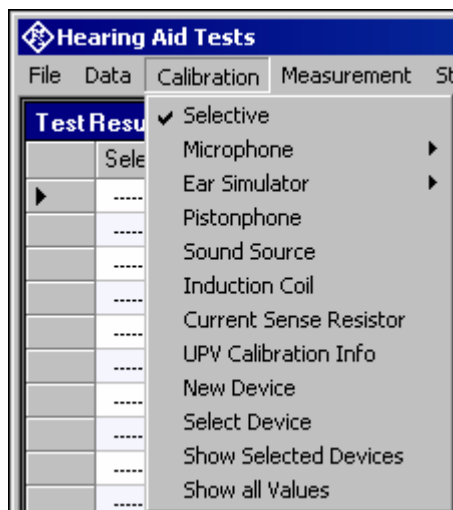 Hearing Aid Tests
File Data Calibration Measurement St
Test Resu
Sele
Selective
Microphone
Ear Simulator
Pistonphone
Sound Source
Induction Coil
Current Sense Resistor
UPV Calibration Info
New Device
Select Device
Show Selected Devices
Show all Values
-----
-----
-----
-----
-----
-----
-----
-----
-----
-----